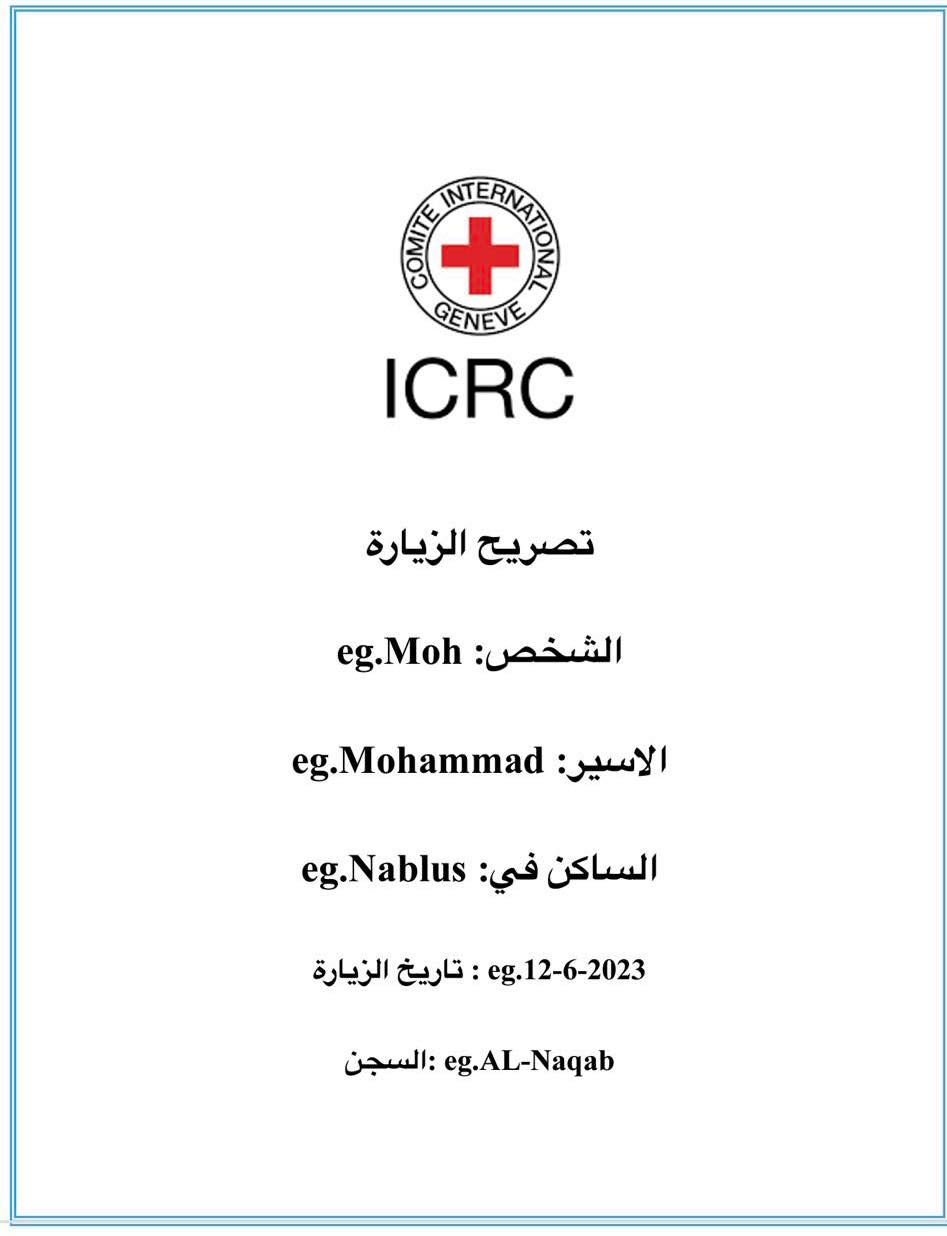 COMITE INTERNATIONAL GENEVE
ICRC
تصريح الزيارة
الشخص: eg.Moh
الاسير: eg.Mohammad
الساكن في: eg.Nablus
تاريخ الزيارة : eg.12-6-2023
السجن: eg.AL-Naqab